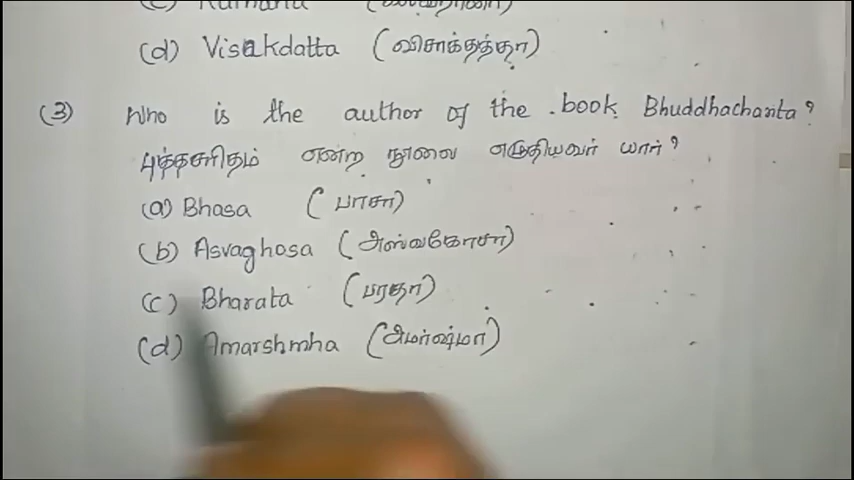 (d) Visakdatta (விசாக்தத்தா)
(3) Who is the author of the book Bhuddhacharita?
புத்தசரிதம் என்ற நூலை எழுதியவர் யார்?
(a) Bhasa (பாசா)
(b) Asvaghosa (அஸ்வகோசா)
(c) Bharata (பரதா)
(d) Amarshmha (அமர்ஷ்மா)